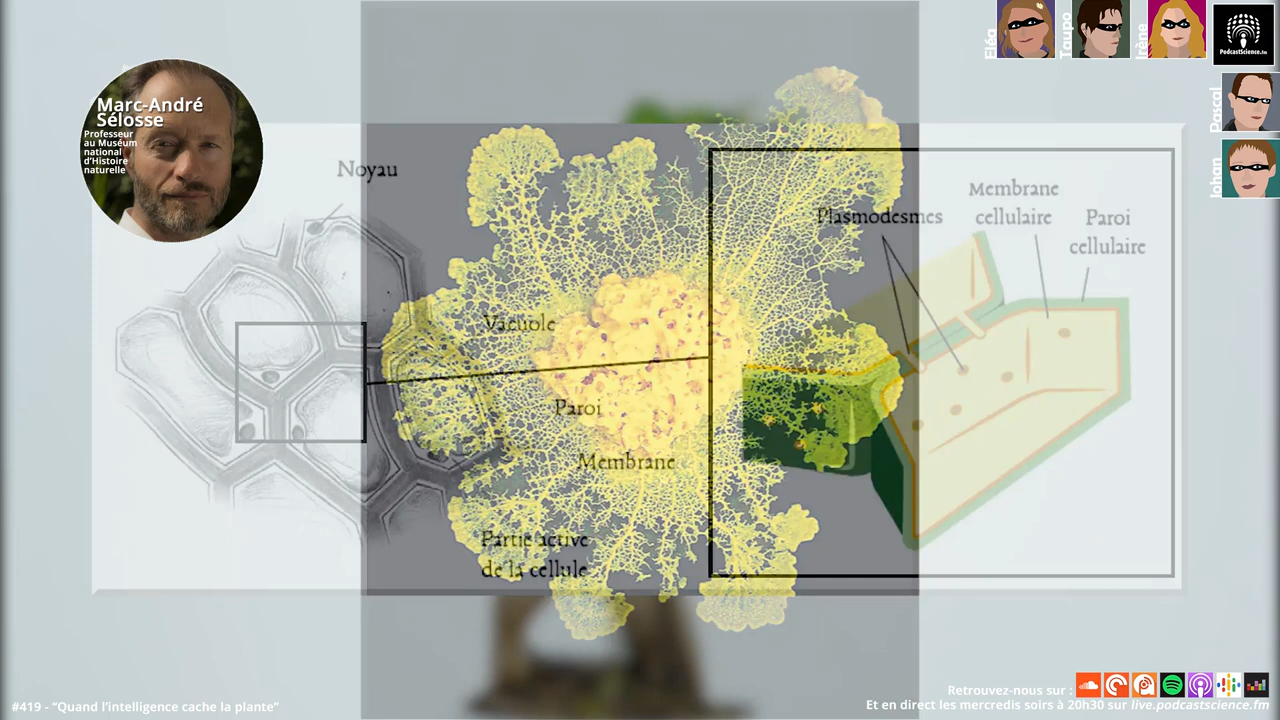 Eléa
Taupo
Irène
PodcastScience.fm
Pascal
Johan
Marc-André
Sélosse
Professeur
au Muséum
national
d'Histoire
naturelle
Noyau
Vacuole
Paroi
Membrane
Partie active
de la cellule
Plasmodesmes
Membrane
cellulaire
Paroi
cellulaire
#419 - “Quand l’intelligence cache la plante”
Retrouvez-nous sur :
Et en direct les mercredis soirs à 20h30 sur live.podcastscience.fm